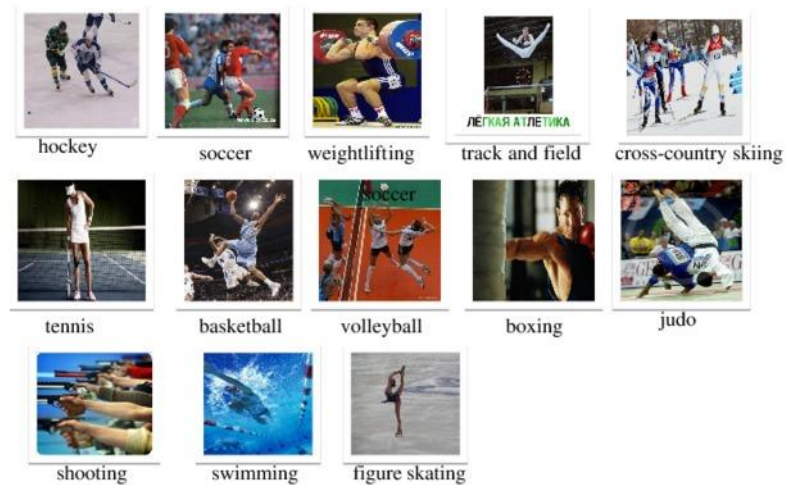 hockey
soccer
weightlifting
ЛЁГКАЯ АТЛЕТИКА
track and field
cross-country skiing
soccer
tennis
basketball
volleyball
boxing
judo
shooting
swimming
figure skating